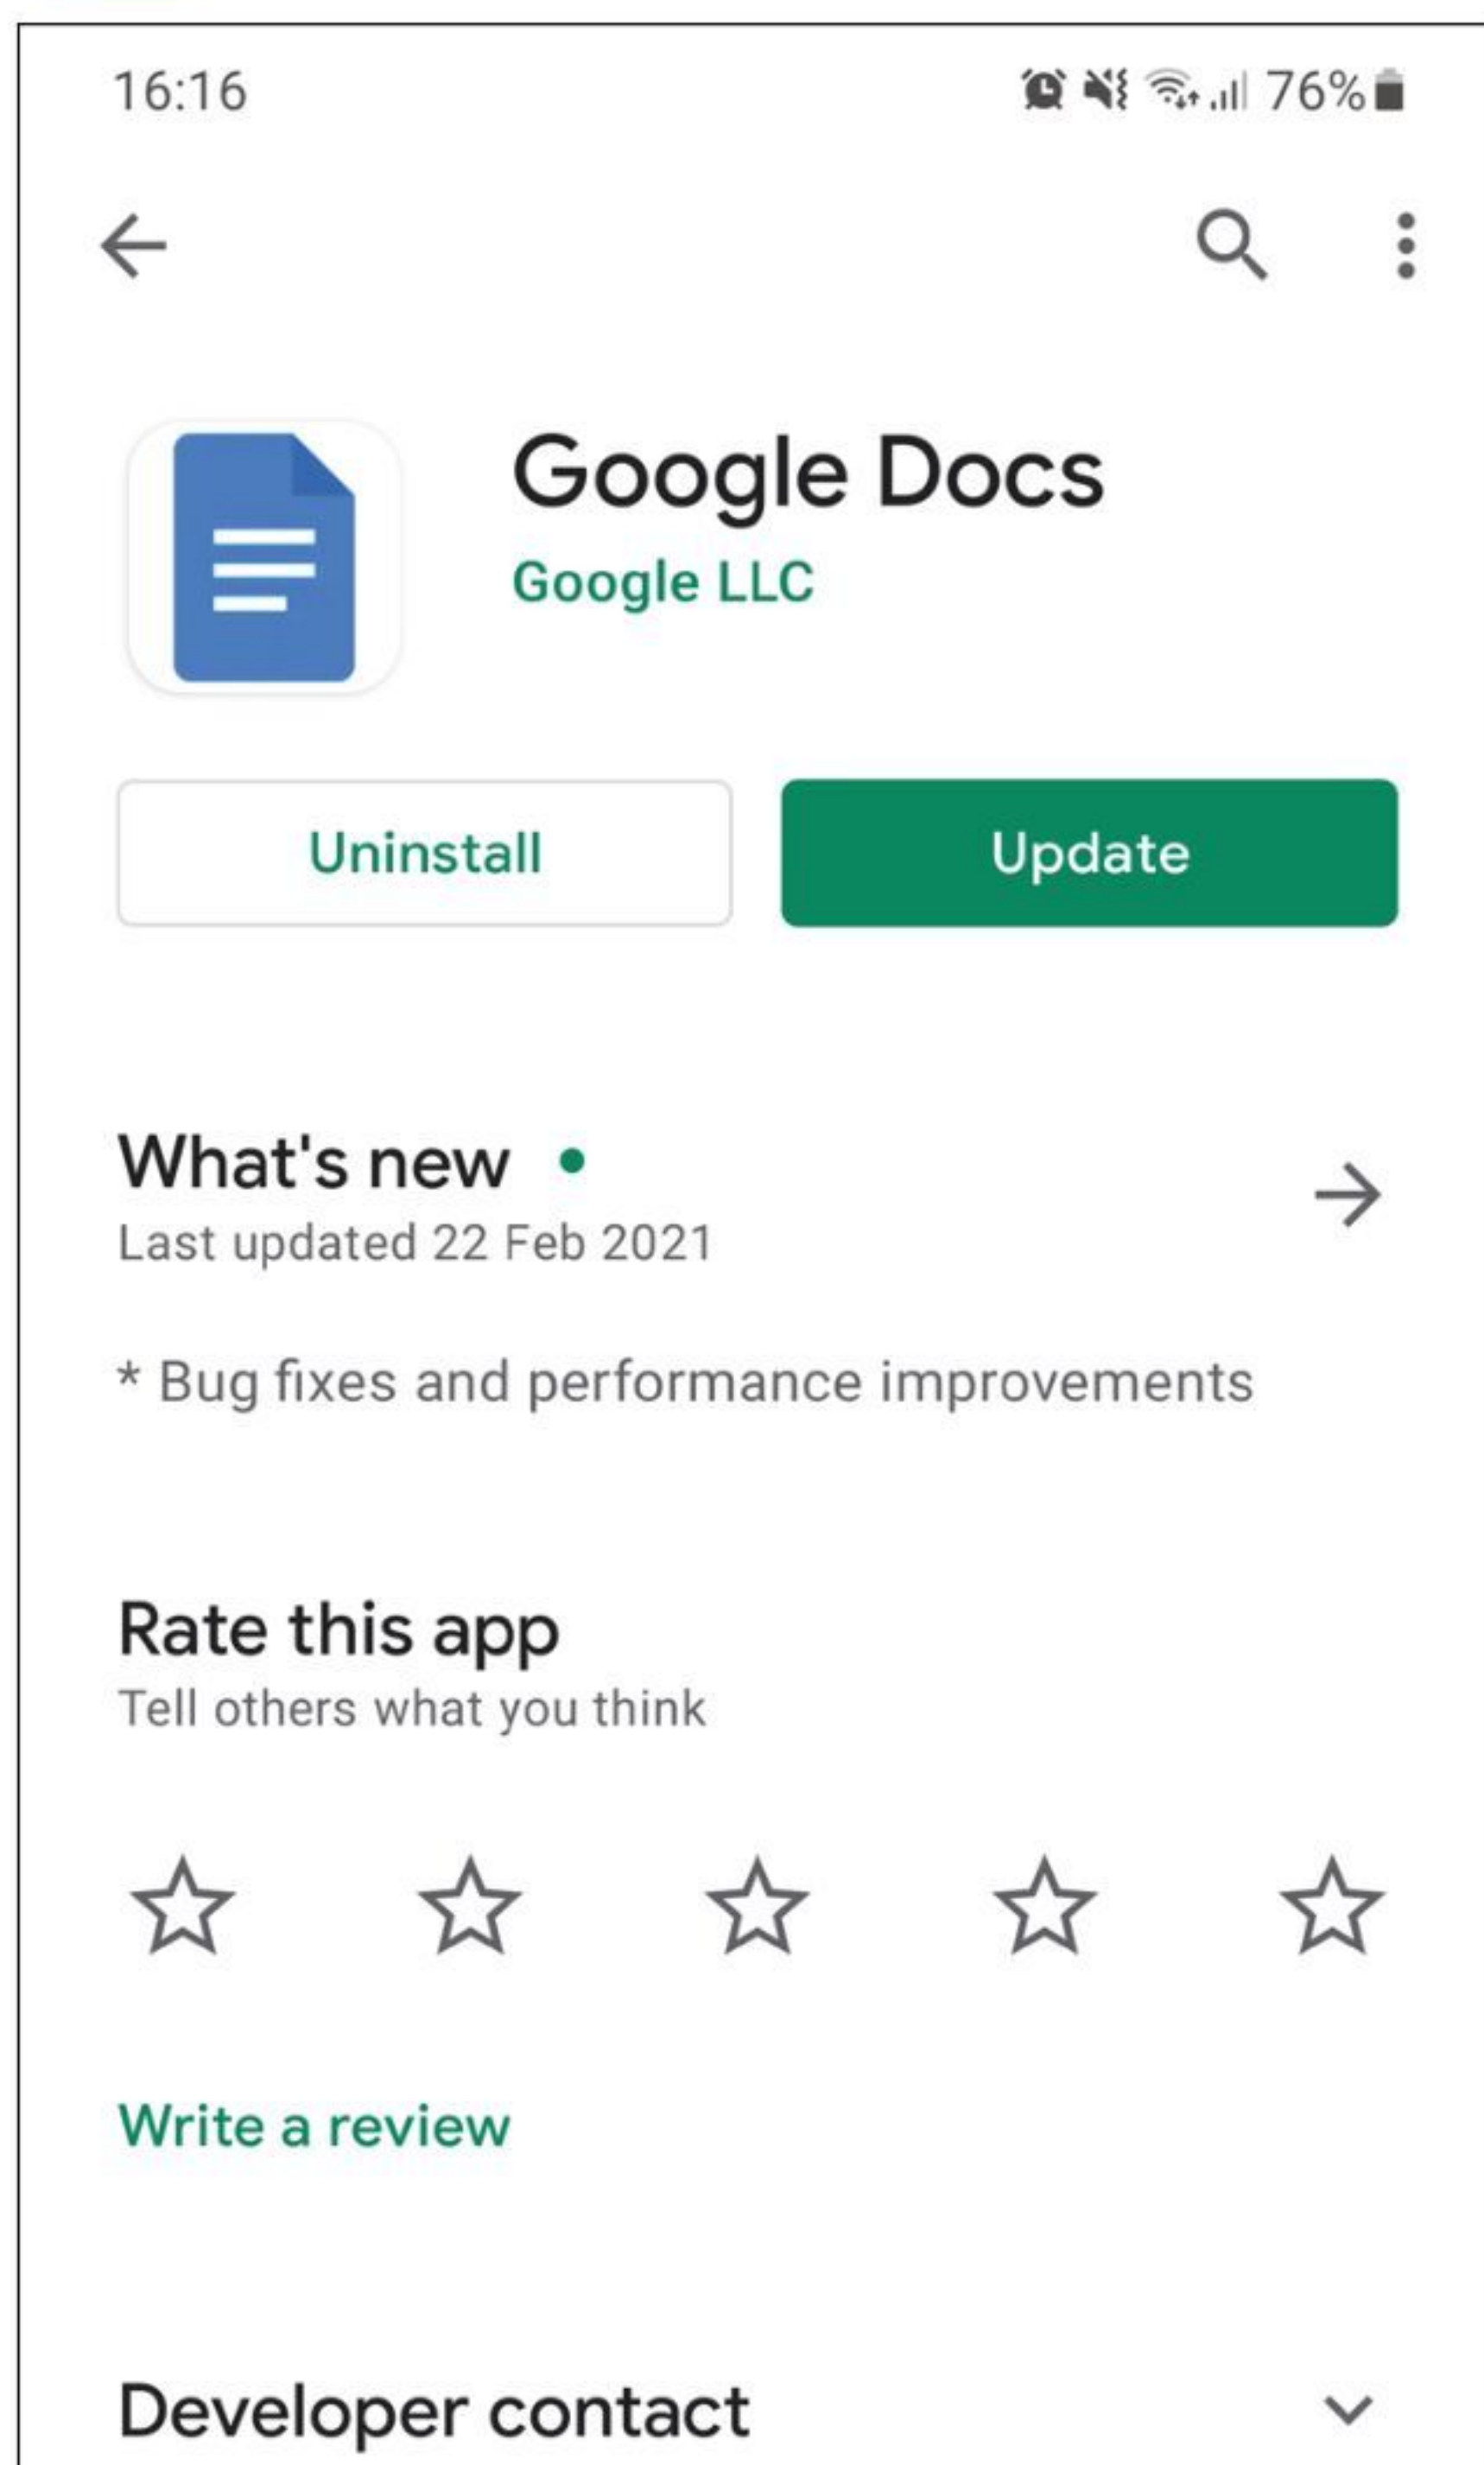 16:16
76%
Google Docs
Google LLC
Uninstall
Update
What's new
Last updated 22 Feb 2021
* Bug fixes and performance improvements
Rate this app
Tell others what you think
Write a review
Developer contact